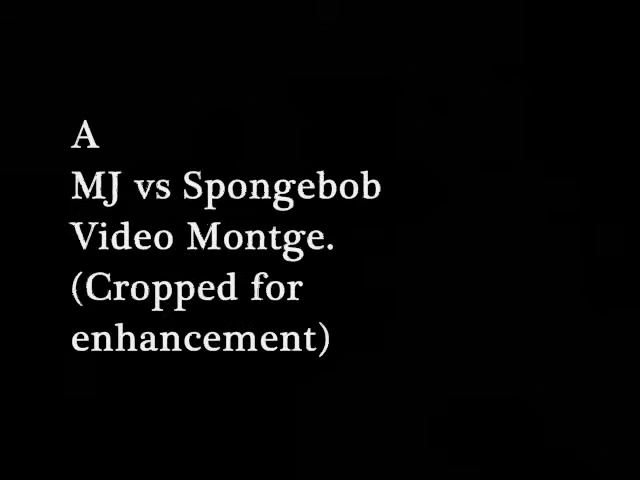 A
MJ vs Spongebob
Video Montge.
(Cropped for
enhancement)